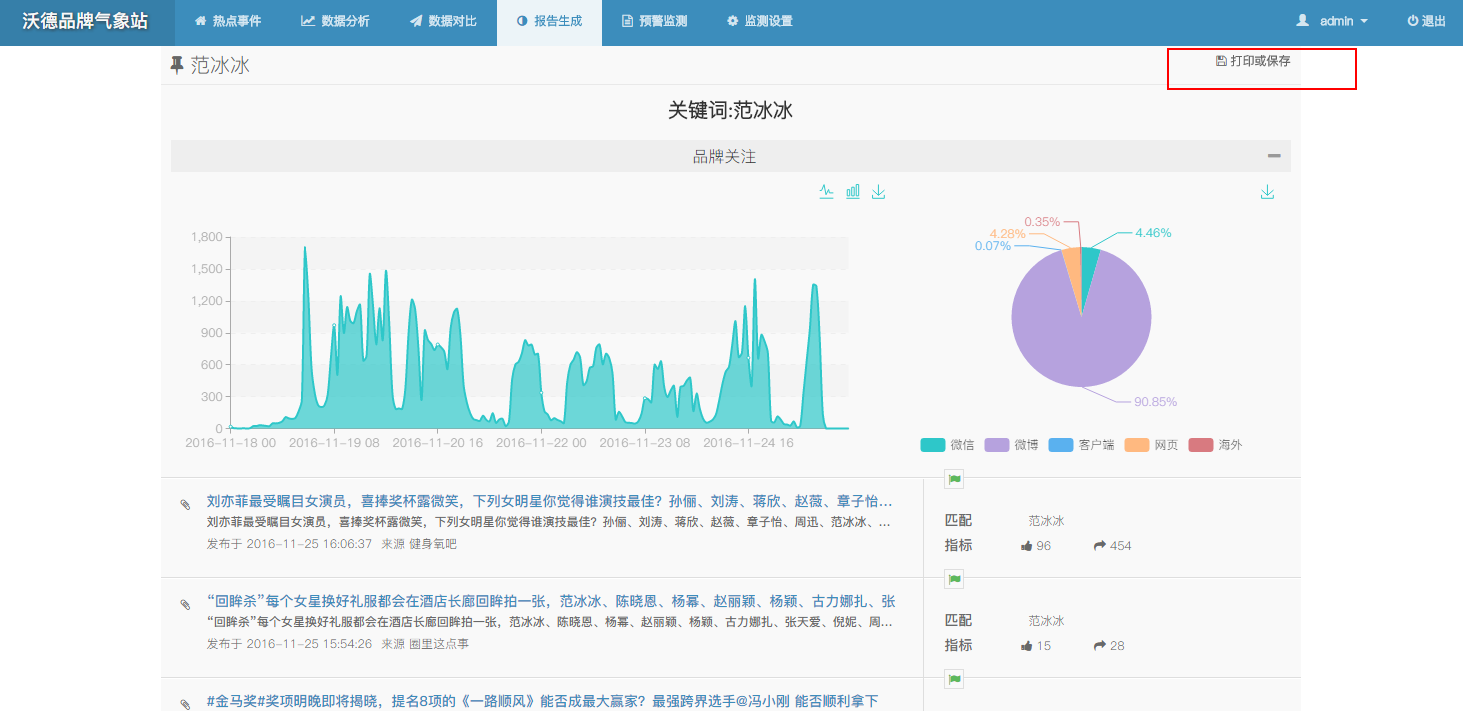 沃德品牌气象站 热点事件 数据分析 数据对比 报告生成 预警监测 监测设置 admin 退出
范冰冰 打印或保存
关键词:范冰冰
品牌关注
1,800
1,500
1,200
900
600
300
0
2016-11-18 00 2016-11-19 08 2016-11-20 16 2016-11-22 00 2016-11-23 08 2016-11-24 16
0.35%
4.28%
0.07%
4.46%
90.85%
微信 微博 客户端 网页 海外
刘亦菲最受瞩目女演员，喜捧奖杯露微笑，下列女明星你觉得谁演技最佳？孙俪、刘涛、蒋欣、赵薇、章子怡...
刘亦菲最受瞩目女演员，喜捧奖杯露微笑，下列女明星你觉得谁演技最佳？孙俪、刘涛、蒋欣、赵薇、章子怡、周迅、范冰冰、...
发布于 2016-11-25 16:06:37 来源 健身氧吧
匹配 范冰冰
指标 96 454
“回眸杀”每个女星换好礼服都会在酒店长廊回眸拍一张，范冰冰、陈晓恩、杨幂、赵丽颖、杨颖、古力娜扎、张
“回眸杀”每个女星换好礼服都会在酒店长廊回眸拍一张，范冰冰、陈晓恩、杨幂、赵丽颖、杨颖、古力娜扎、张天爱、倪妮、周...
发布于 2016-11-25 15:54:26 来源 圈里这点事
匹配 范冰冰
指标 15 28
#金马奖#奖项明晚即将揭晓，提名8项的《一路顺风》能否成最大赢家？最强跨界选手@冯小刚 能否顺利拿下